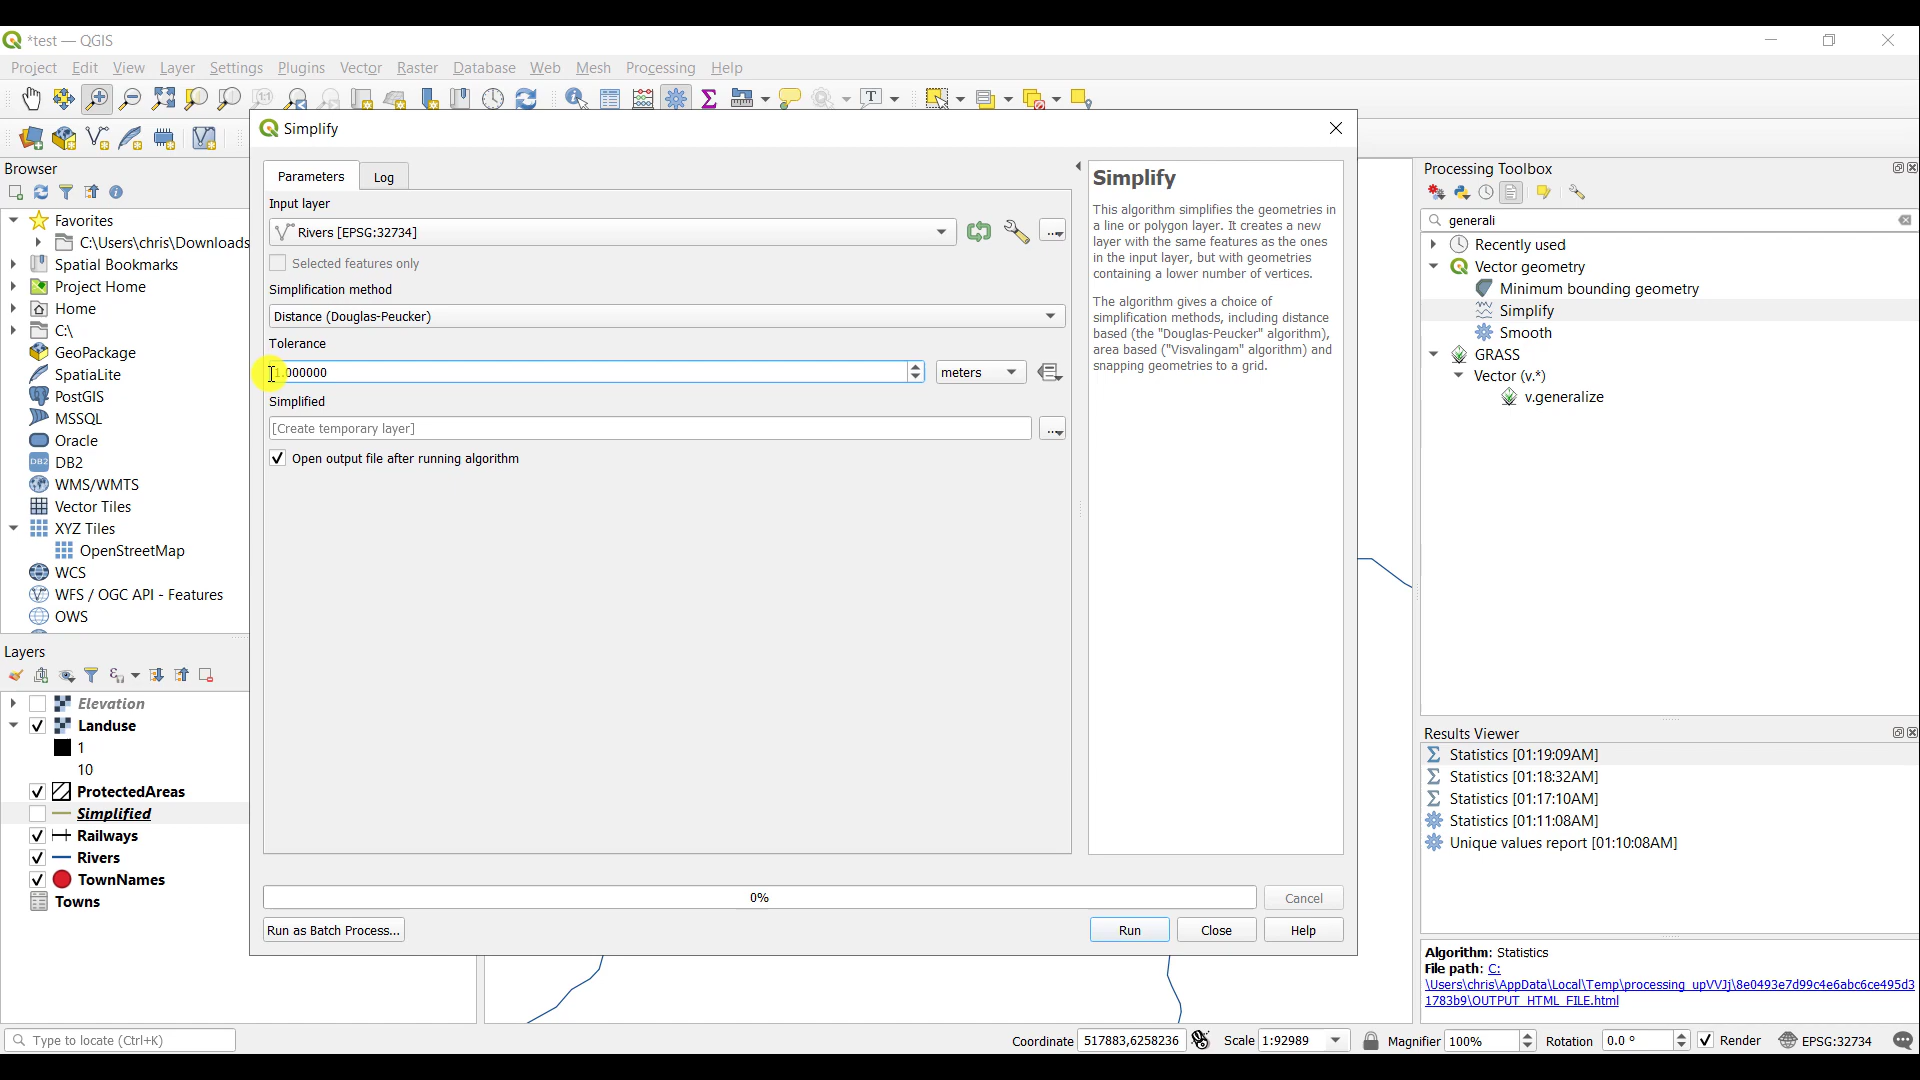 *test — QGIS
Project Edit View Layer Settings Plugins Vector Raster Database Web Mesh Processing Help
Simplify
Parameters Log
Input layer
Rivers [EPSG:32734]
Selected features only
Simplification method
Distance (Douglas-Peucker)
Tolerance
1.000000 meters
Simplified
[Create temporary layer]
Open output file after running algorithm
0%
Cancel
Run as Batch Process...
Run Close Help
Simplify
This algorithm simplifies the geometries in
a line or polygon layer. It creates a new
layer with the same features as the ones
in the input layer, but with geometries
containing a lower number of vertices.
The algorithm gives a choice of
simplification methods, including distance
based (the "Douglas-Peucker" algorithm),
area based ("Visvalingam" algorithm) and
snapping geometries to a grid.
Browser
Favorites
C:\Users\chris\Downloads
Spatial Bookmarks
Project Home
Home
C:\
GeoPackage
SpatiaLite
PostGIS
MSSQL
Oracle
DB2
WMS/WMTS
Vector Tiles
XYZ Tiles
OpenStreetMap
WCS
WFS / OGC API - Features
OWS
Layers
Elevation
Landuse
1
10
ProtectedAreas
Simplified
Railways
Rivers
TownNames
Towns
Processing Toolbox
generali
Recently used
Vector geometry
Minimum bounding geometry
Simplify
Smooth
GRASS
Vector (v.*)
v.generalize
Results Viewer
Statistics [01:19:09AM]
Statistics [01:18:32AM]
Statistics [01:17:10AM]
Statistics [01:11:08AM]
Unique values report [01:10:08AM]
Algorithm: Statistics
File path: C:
\Users\chris\AppData\Local\Temp\processing_upVVJj\8e0493e7d99c4e6abc6ce495d3
1783b9\OUTPUT_HTML_FILE.html
Type to locate (Ctrl+K)
Coordinate 517883,6258236 Scale 1:92989 Magnifier 100% Rotation 0.0 ° Render EPSG:32734